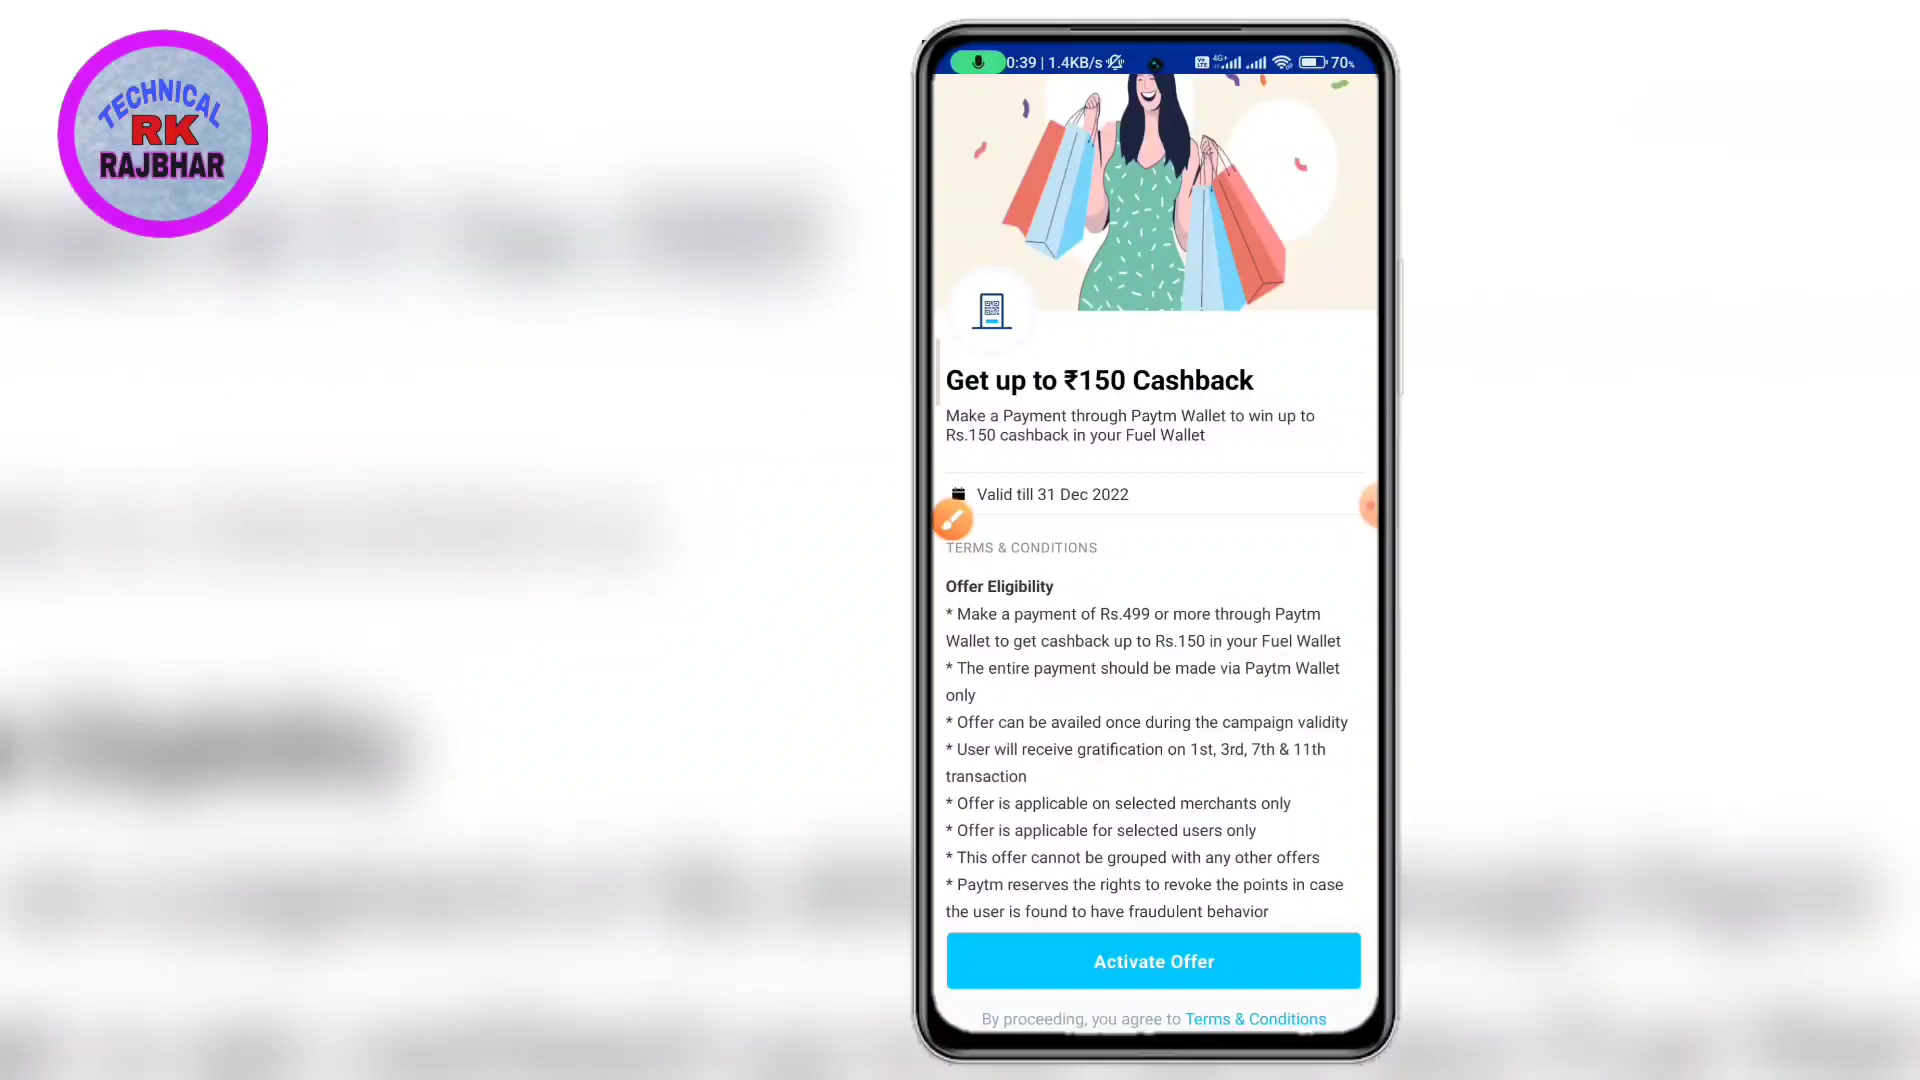 TECHNICAL
RK
RAJBHAR
0:39 | 1.4KB/s
Vo LTE 4G+ 70%
Get up to ₹150 Cashback
Make a Payment through Paytm Wallet to win up to
Rs.150 cashback in your Fuel Wallet
Valid till 31 Dec 2022
TERMS & CONDITIONS
Offer Eligibility
* Make a payment of Rs.499 or more through Paytm
Wallet to get cashback up to Rs.150 in your Fuel Wallet
* The entire payment should be made via Paytm Wallet
only
* Offer can be availed once during the campaign validity
* User will receive gratification on 1st, 3rd, 7th & 11th
transaction
* Offer is applicable on selected merchants only
* Offer is applicable for selected users only
* This offer cannot be grouped with any other offers
* Paytm reserves the rights to revoke the points in case
the user is found to have fraudulent behavior
Activate Offer
By proceeding, you agree to Terms & Conditions